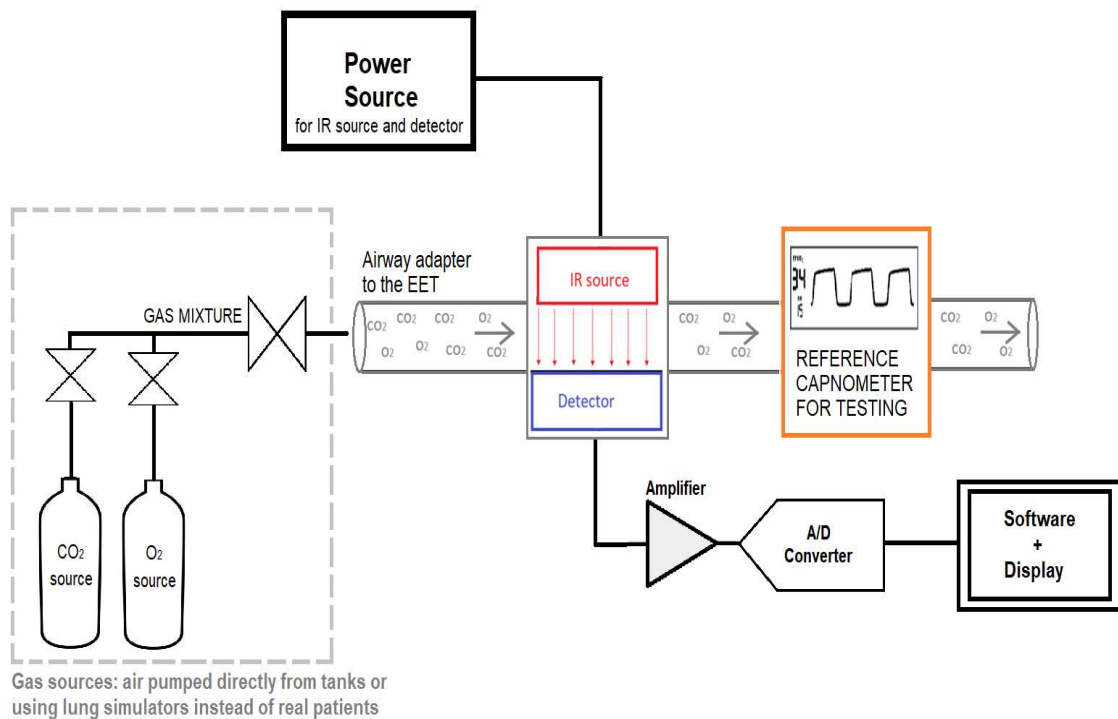 Power
Source
for IR source and detector
Airway adapter
to the EET
GAS MIXTURE
IR source
Detector
CO2 CO2 CO2 O2
O2 O2 CO2 CO2
CO2 O2
O2 CO2
34
REFERENCE
CAPNOMETER
FOR TESTING
CO2 O2
CO2 O2
Amplifier
A/D
Converter
Software
+
Display
CO2
source
O2
source
Gas sources: air pumped directly from tanks or
using lung simulators instead of real patients